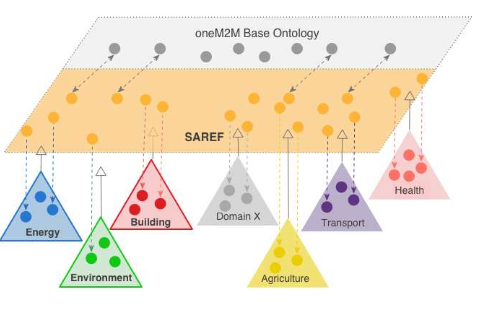 oneM2M Base Ontology
SAREF
Health
Building
Domain X
Transport
Energy
Environment
Agriculture